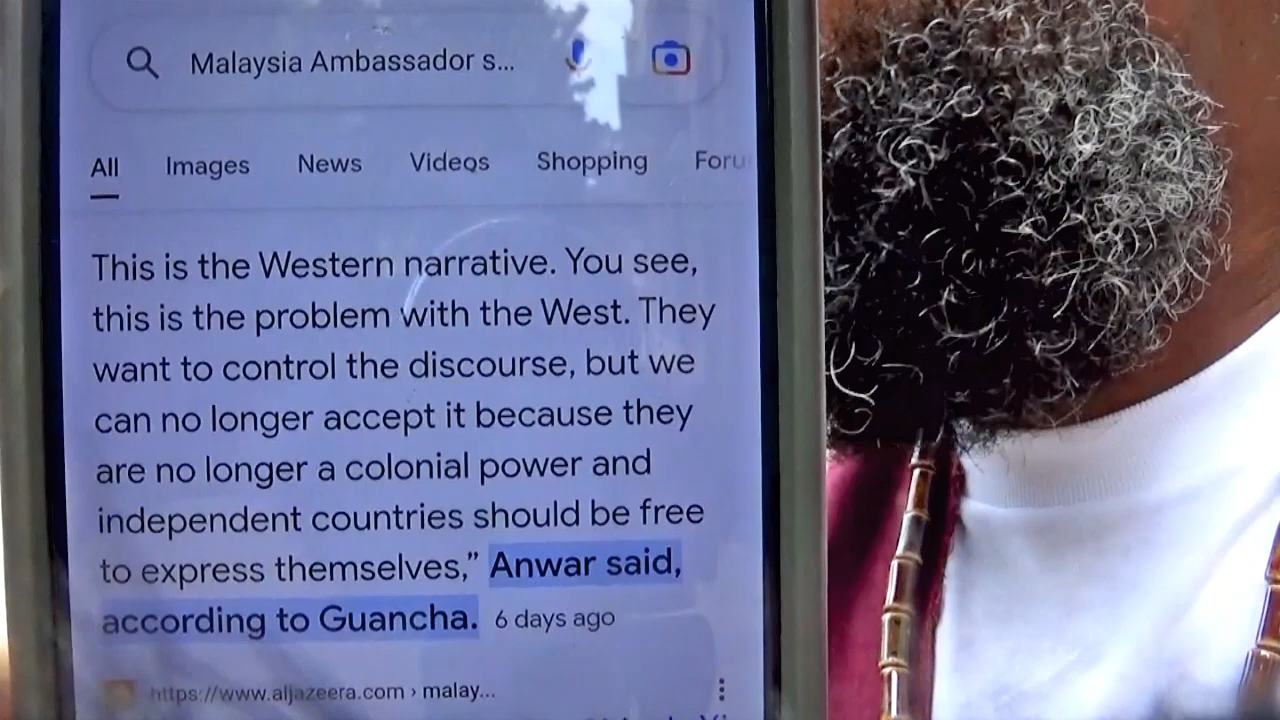 Malaysia Ambassador s...
All Images News Videos Shopping Foru
This is the Western narrative. You see,
this is the problem with the West. They
want to control the discourse, but we
can no longer accept it because they
are no longer a colonial power and
independent countries should be free
to express themselves,” Anwar said,
according to Guancha. 6 days ago
https://www.aljazeera.com › malay...